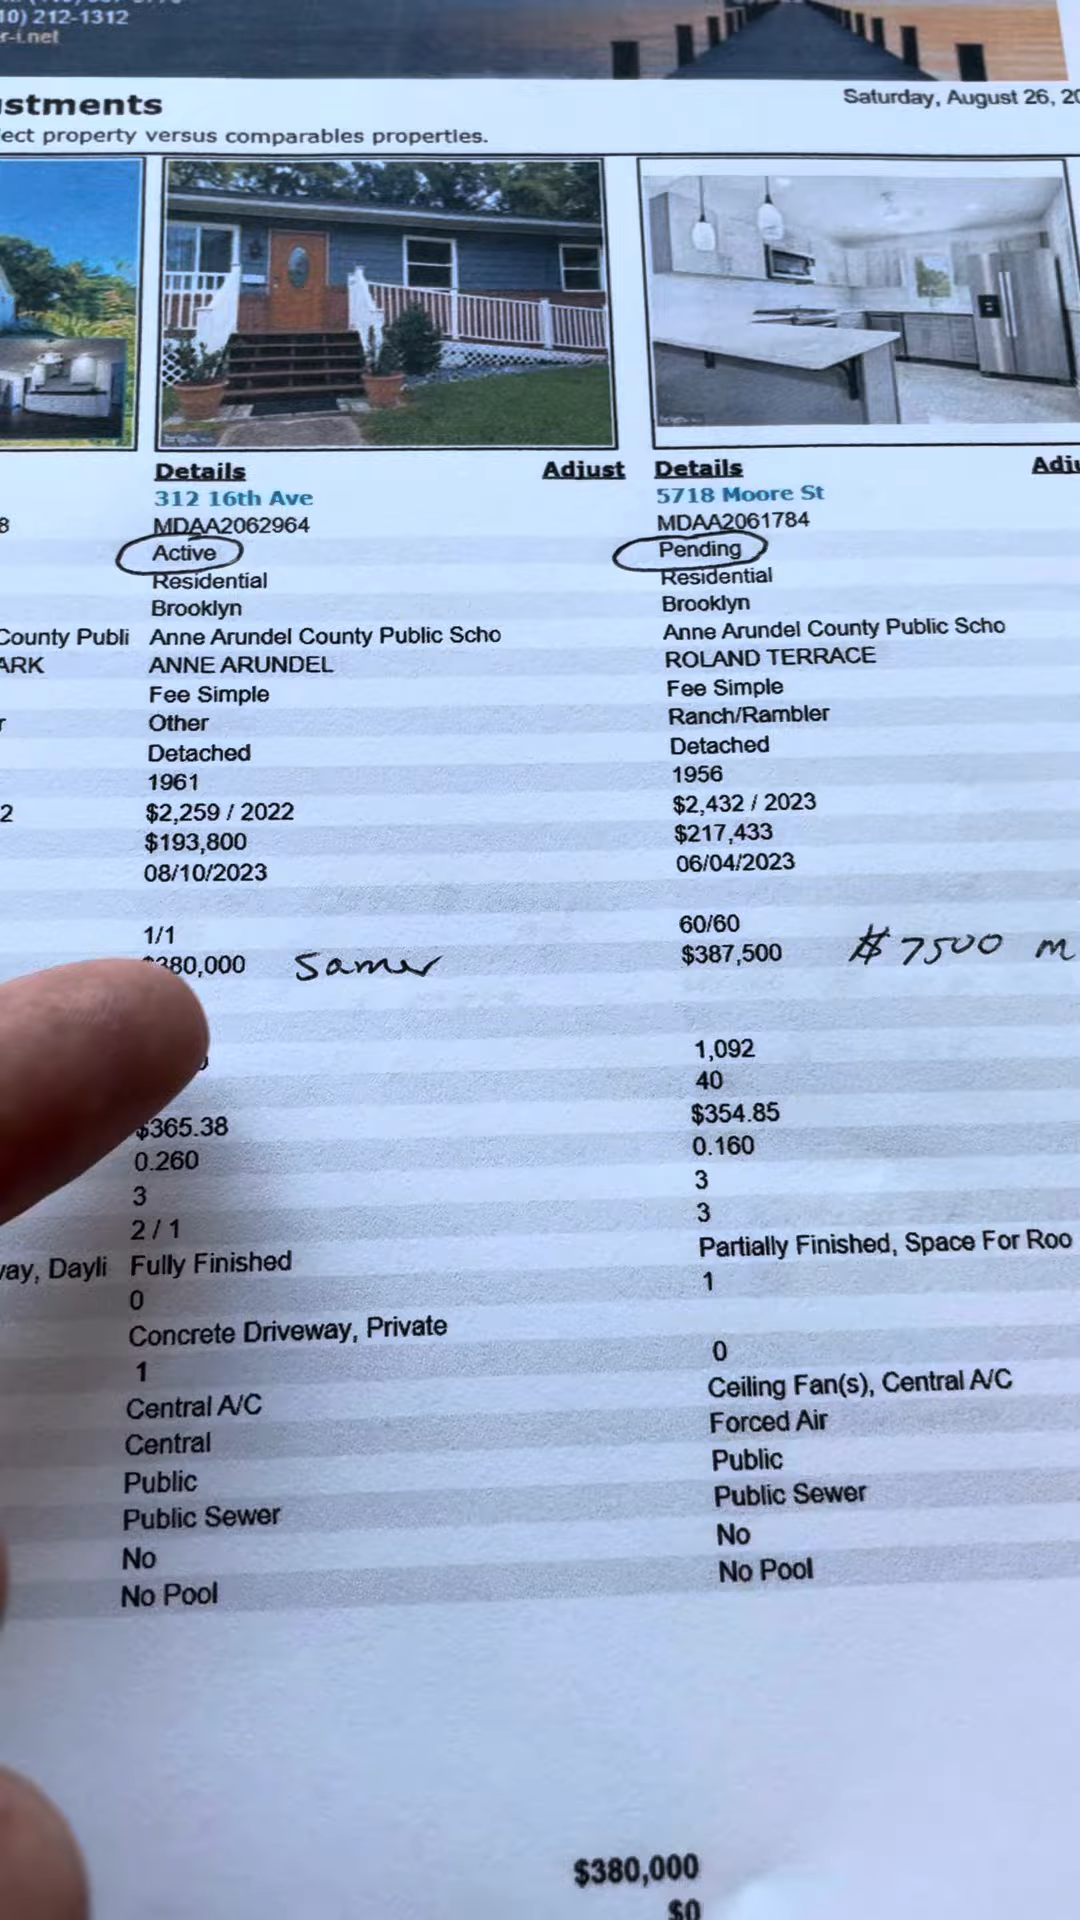 10) 212-1312
r-i.net
ustments
Saturday, August 26, 20
ect property versus comparables properties.
Details Adjust
312 16th Ave
MDAA2062964
Active
Residential
Brooklyn
Anne Arundel County Public Scho
ANNE ARUNDEL
Fee Simple
Other
Detached
1961
$2,259 / 2022
$193,800
08/10/2023
1/1
$380,000
$365.38
0.260
3
2 / 1
Fully Finished
0
Concrete Driveway, Private
1
Central A/C
Central
Public
Public Sewer
No
No Pool
Details Adju
5718 Moore St
MDAA2061784
Pending
Residential
Brooklyn
Anne Arundel County Public Scho
ROLAND TERRACE
Fee Simple
Ranch/Rambler
Detached
1956
$2,432 / 2023
$217,433
06/04/2023
60/60
$387,500 $7500 m
1,092
40
$354.85
0.160
3
3
Partially Finished, Space For Roo
1
0
Ceiling Fan(s), Central A/C
Forced Air
Public
Public Sewer
No
No Pool
8
County Publi
ARK
r
2
way, Dayli
$380,000
$0